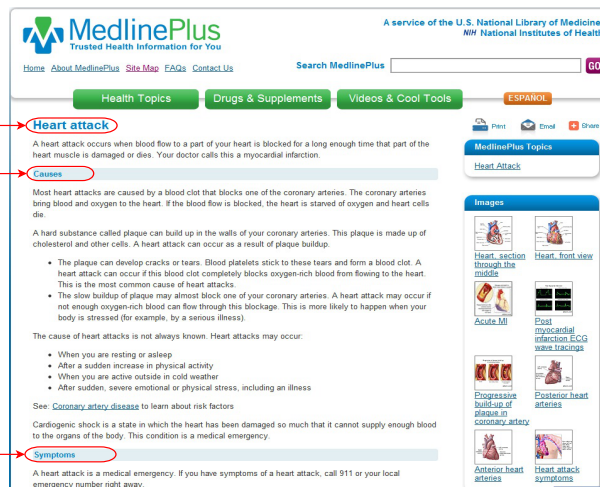 MedlinePlus
Trusted Health Information for You
A service of the U.S. National Library of Medicine
NIH National Institutes of Health
Home About MedlinePlus Site Map FAQs Contact Us
Search MedlinePlus GO
Health Topics Drugs & Supplements Videos & Cool Tools ESPAÑOL
Print Email Share
Heart attack
A heart attack occurs when blood flow to a part of your heart is blocked for a long enough time that part of the
heart muscle is damaged or dies. Your doctor calls this a myocardial infarction.
Causes
Most heart attacks are caused by a blood clot that blocks one of the coronary arteries. The coronary arteries
bring blood and oxygen to the heart. If the blood flow is blocked, the heart is starved of oxygen and heart cells
die.
A hard substance called plaque can build up in the walls of your coronary arteries. This plaque is made up of
cholesterol and other cells. A heart attack can occur as a result of plaque buildup.
• The plaque can develop cracks or tears. Blood platelets stick to these tears and form a blood clot. A
heart attack can occur if this blood clot completely blocks oxygen-rich blood from flowing to the heart.
This is the most common cause of heart attacks.
• The slow buildup of plaque may almost block one of your coronary arteries. A heart attack may occur if
not enough oxygen-rich blood can flow through this blockage. This is more likely to happen when your
body is stressed (for example, by a serious illness).
The cause of heart attacks is not always known. Heart attacks may occur:
• When you are resting or asleep
• After a sudden increase in physical activity
• When you are active outside in cold weather
• After sudden, severe emotional or physical stress, including an illness
See: Coronary artery disease to learn about risk factors
Cardiogenic shock is a state in which the heart has been damaged so much that it cannot supply enough blood
to the organs of the body. This condition is a medical emergency.
Symptoms
A heart attack is a medical emergency. If you have symptoms of a heart attack, call 911 or your local
emergency number right away.
MedlinePlus Topics
Heart Attack
Images
Heart, section
through the
middle
Heart, front view
Acute MI
Post
myocardial
infarction ECG
wave tracings
Progressive
build-up of
plaque in
coronary artery
Posterior heart
arteries
Anterior heart
arteries
Heart attack
symptoms